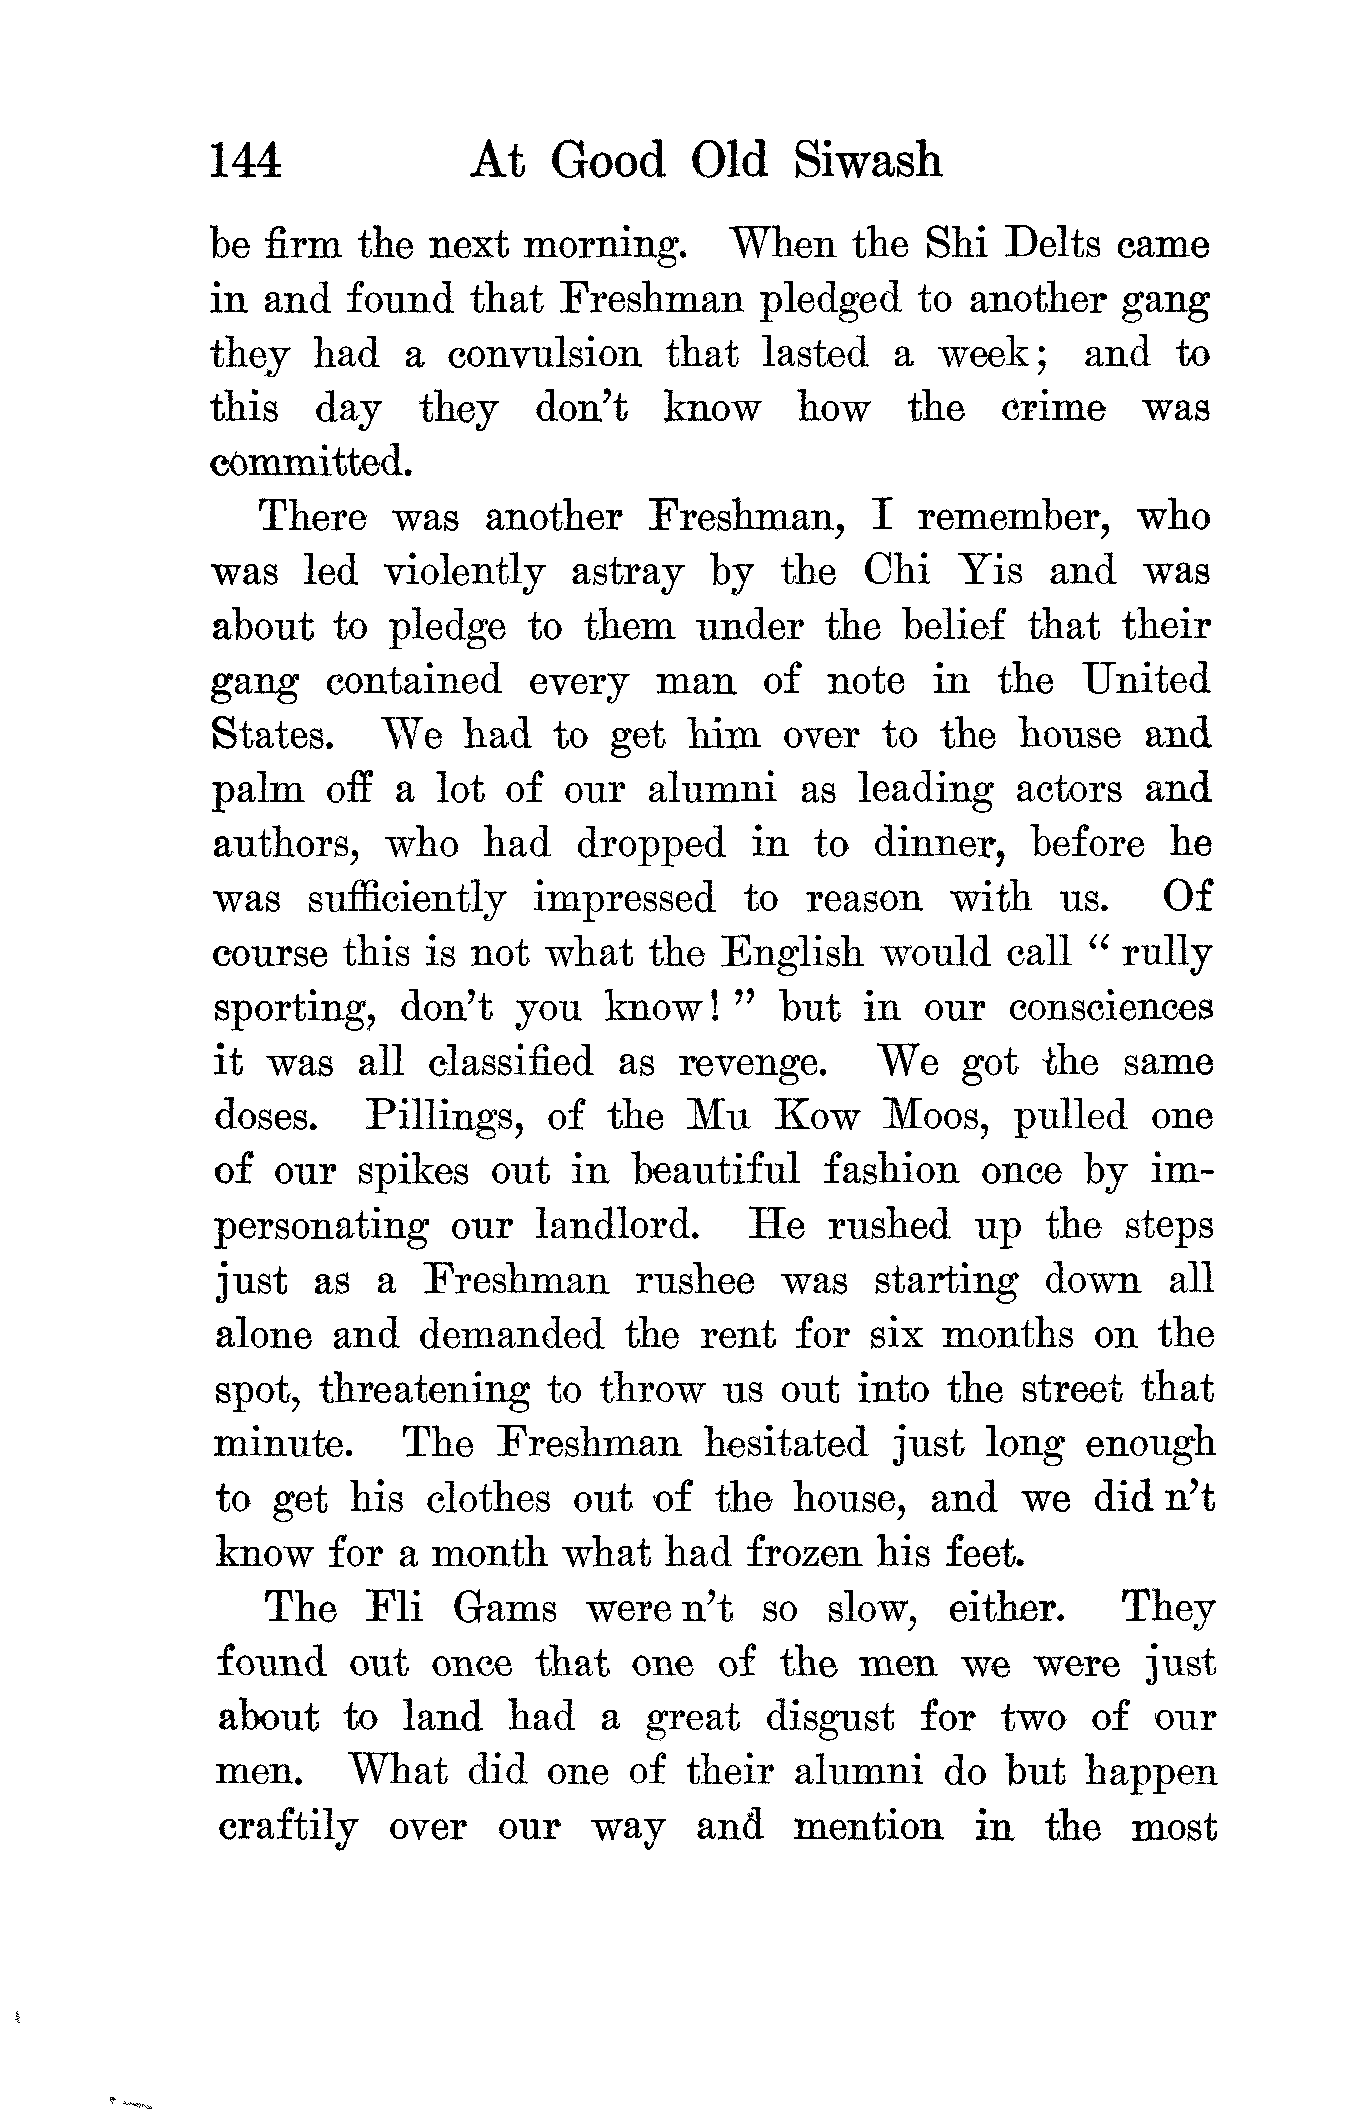 144 At Good Old Siwash
be firm the next morning. When the Shi Delts came
in and found that Freshman pledged to another gang
they had a convulsion that lasted a week; and to
this day they don't know how the crime was
committed.
There was another Freshman, I remember, who
was led violently astray by the Chi Yis and was
about to pledge to them under the belief that their
gang contained every man of note in the United
States. We had to get him over to the house and
palm off a lot of our alumni as leading actors and
authors, who had dropped in to dinner, before he
was sufficiently impressed to reason with us. Of
course this is not what the English would call " rully
sporting, don't you know! " but in our consciences
it was all classified as revenge. We got the same
doses. Pillings, of the Mu Kow Moos, pulled one
of our spikes out in beautiful fashion once by im-
personating our landlord. He rushed up the steps
just as a Freshman rushee was starting down all
alone and demanded the rent for six months on the
spot, threatening to throw us out into the street that
minute. The Freshman hesitated just long enough
to get his clothes out of the house, and we did n't
know for a month what had frozen his feet.
The Fli Gams were n't so slow, either. They
found out once that one of the men we were just
about to land had a great disgust for two of our
men. What did one of their alumni do but happen
craftily over our way and mention in the most